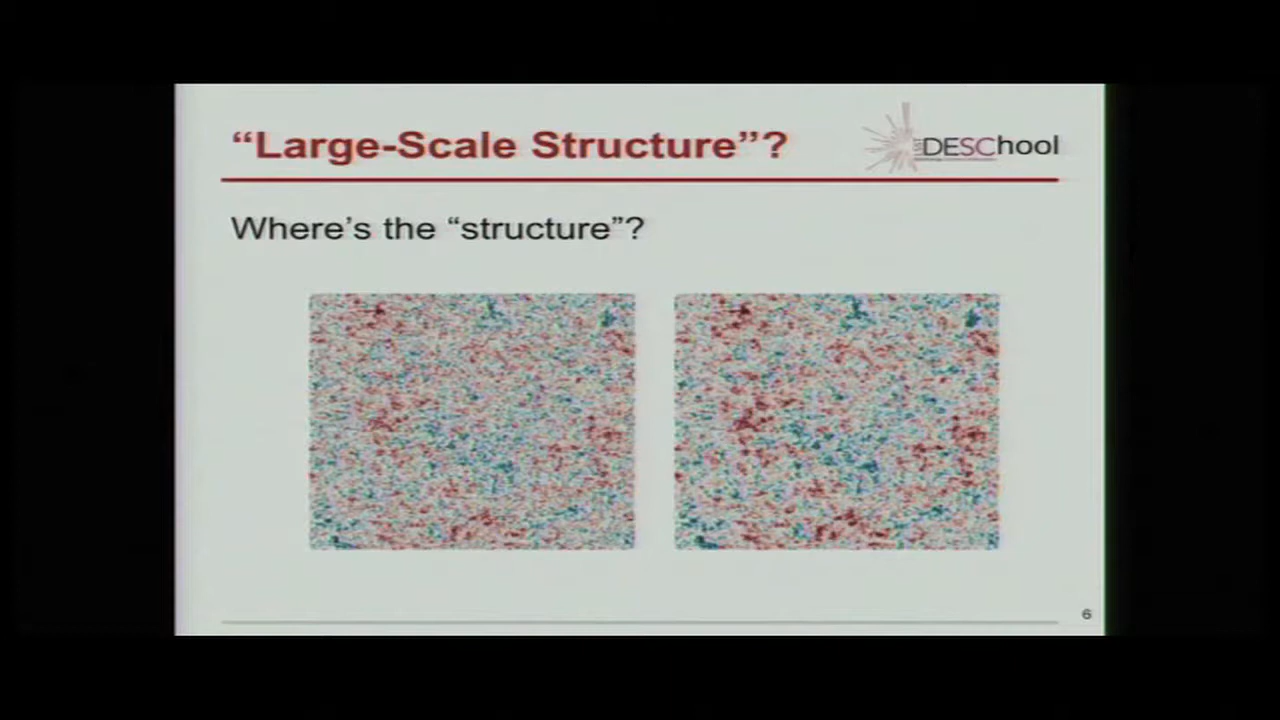 “Large-Scale Structure”?
DESChool
Where’s the “structure”?
6